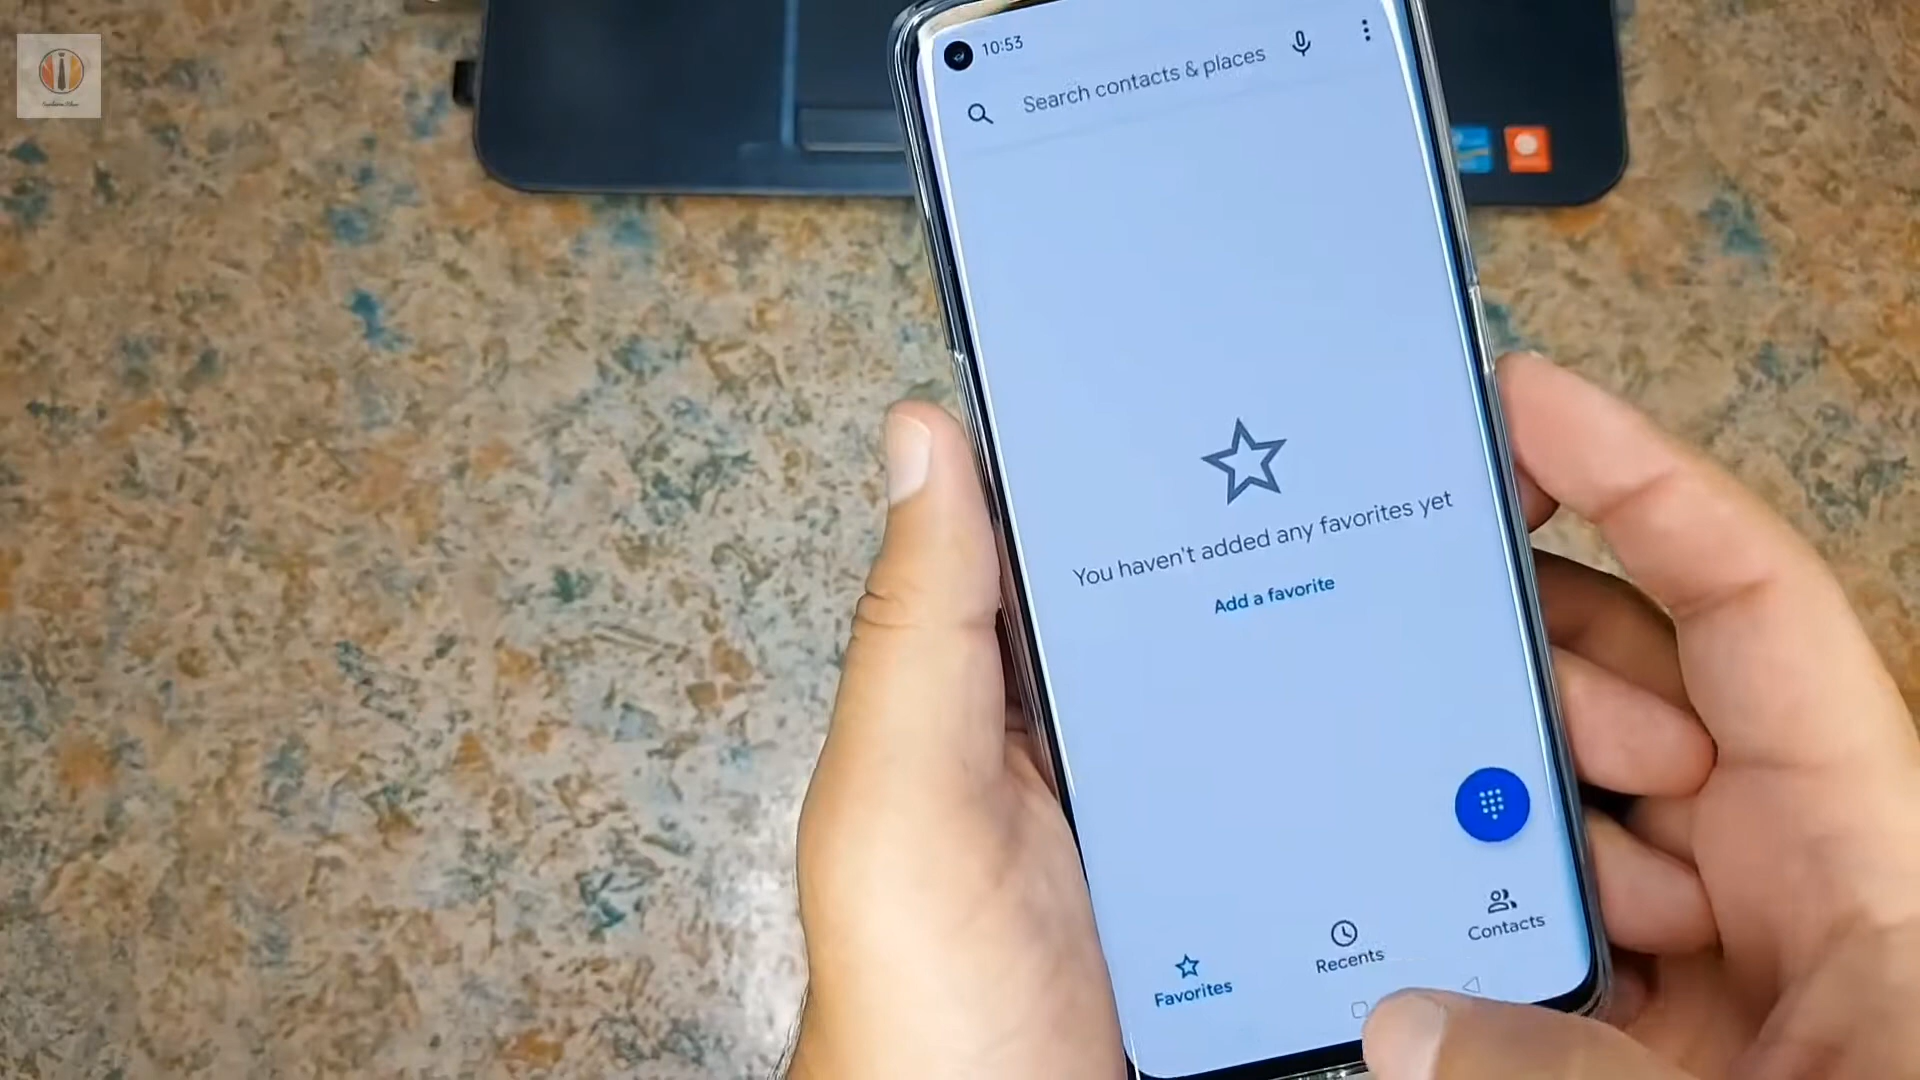 10:53
Search contacts & places
You haven't added any favorites yet
Add a favorite
Favorites
Recents
Contacts